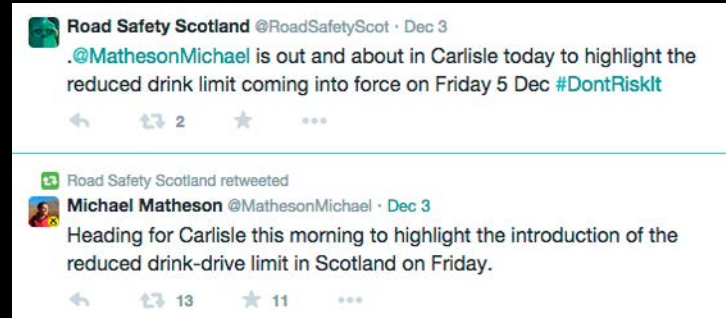 Road Safety Scotland @RoadSafetyScot · Dec 3
.@MathesonMichael is out and about in Carlisle today to highlight the
reduced drink limit coming into force on Friday 5 Dec #DontRiskIt
2
Road Safety Scotland retweeted
Michael Matheson @MathesonMichael · Dec 3
Heading for Carlisle this morning to highlight the introduction of the
reduced drink-drive limit in Scotland on Friday.
13 11